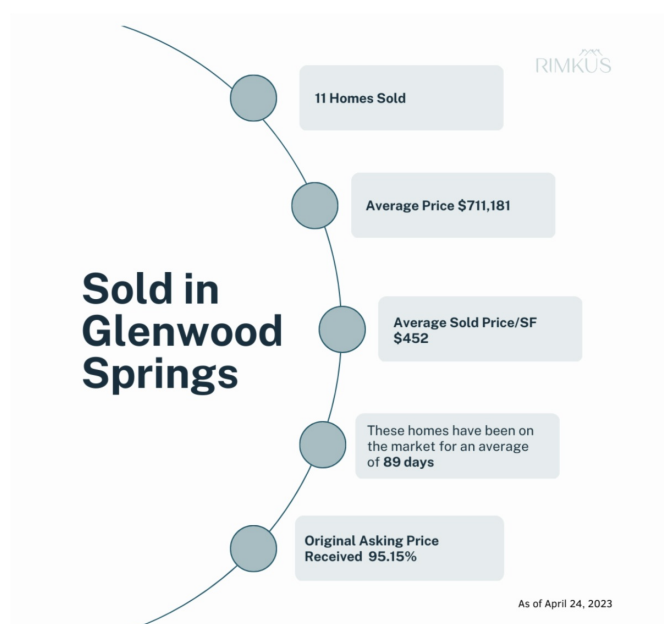 RIMKUS
11 Homes Sold
Average Price $711,181
Sold in
Glenwood
Springs
Average Sold Price/SF
$452
These homes have been on
the market for an average
of 89 days
Original Asking Price
Received 95.15%
As of April 24, 2023